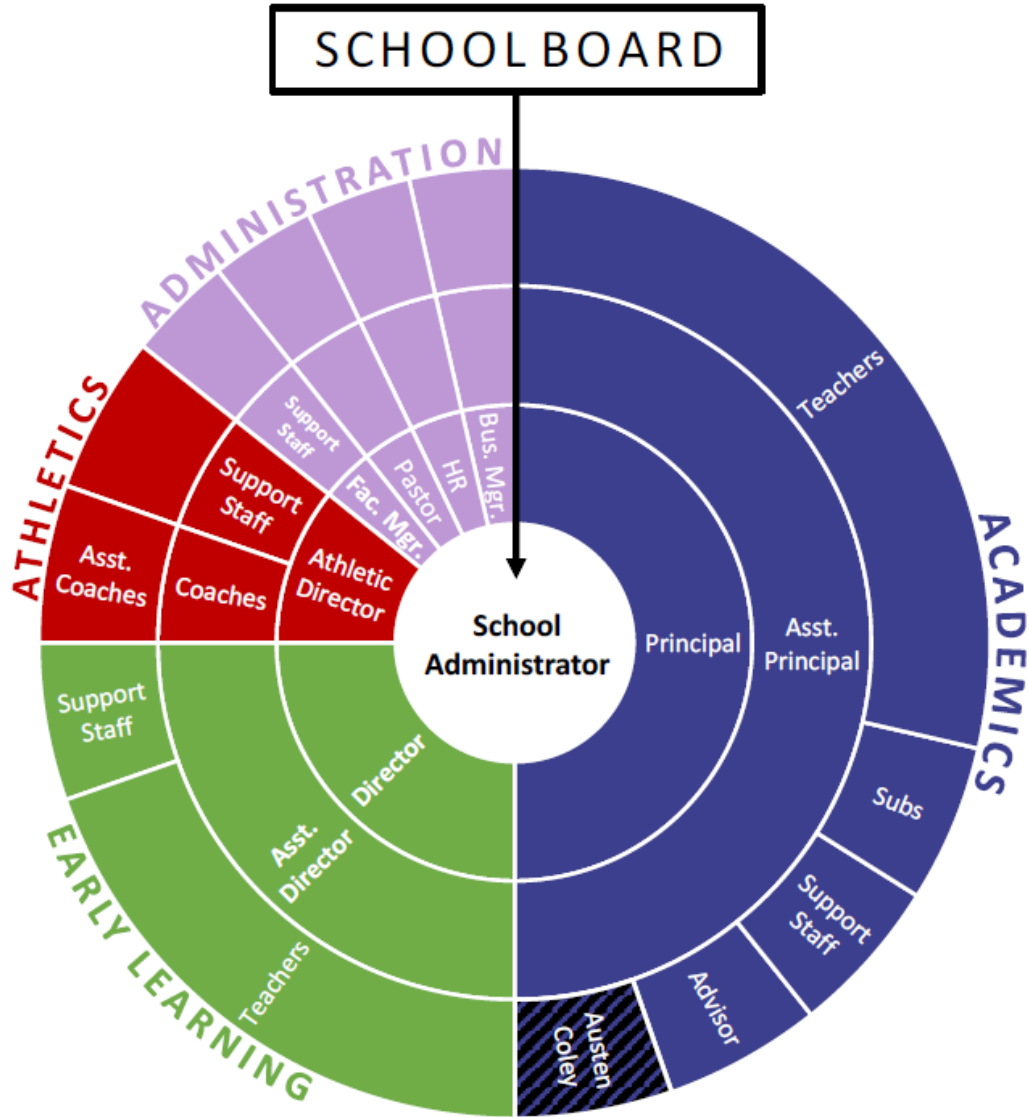 SCHOOL BOARD
ADMINISTRATION
ATHLETICS
ACADEMICS
EARLY LEARNING
School
Administrator
Bus. Mgr.
HR
Pastor
Fac. Mgr.
Support
Staff
Athletic
Director
Support
Staff
Coaches
Asst.
Coaches
Director
Asst.
Director
Support
Staff
Teachers
Principal
Asst.
Principal
Teachers
Subs
Support
Staff
Advisor
Austen
Coley